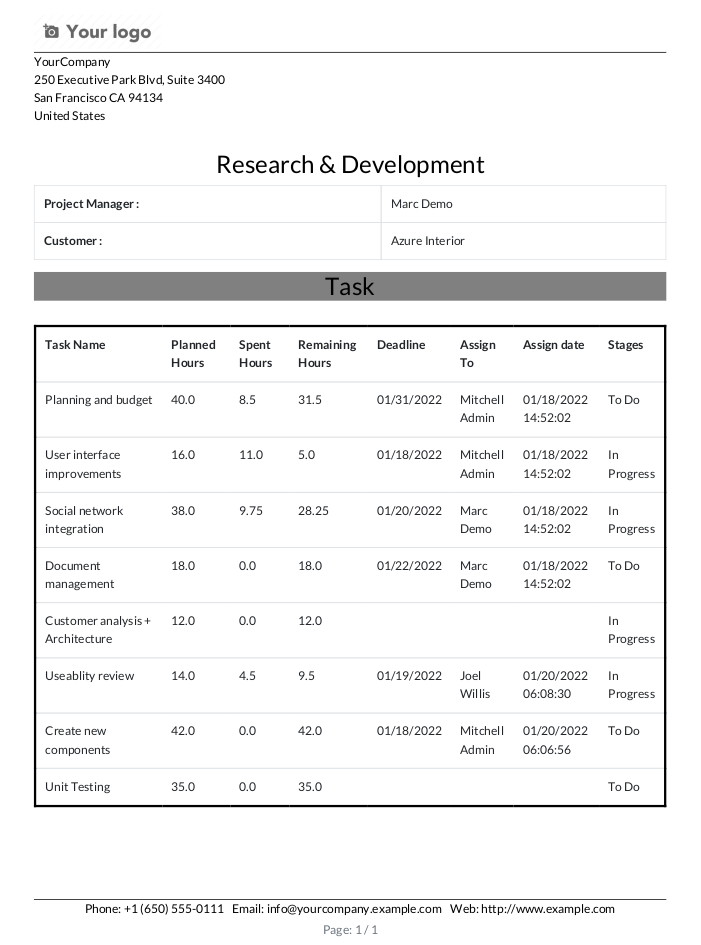 Your logo
YourCompany
250 Executive Park Blvd, Suite 3400
San Francisco CA 94134
United States
Research & Development
Project Manager : Marc Demo
Customer : Azure Interior
Task
Task Name Planned Hours Spent Hours Remaining Hours Deadline Assign To Assign date Stages
Planning and budget 40.0 8.5 31.5 01/31/2022 Mitchell Admin 01/18/2022 14:52:02 To Do
User interface improvements 16.0 11.0 5.0 01/18/2022 Mitchell Admin 01/18/2022 14:52:02 In Progress
Social network integration 38.0 9.75 28.25 01/20/2022 Marc Demo 01/18/2022 14:52:02 In Progress
Document management 18.0 0.0 18.0 01/22/2022 Marc Demo 01/18/2022 14:52:02 To Do
Customer analysis + Architecture 12.0 0.0 12.0 In Progress
Useablity review 14.0 4.5 9.5 01/19/2022 Joel Willis 01/20/2022 06:08:30 In Progress
Create new components 42.0 0.0 42.0 01/18/2022 Mitchell Admin 01/20/2022 06:06:56 To Do
Unit Testing 35.0 0.0 35.0 To Do
Phone: +1 (650) 555-0111 Email: info@yourcompany.example.com Web: http://www.example.com
Page: 1 / 1